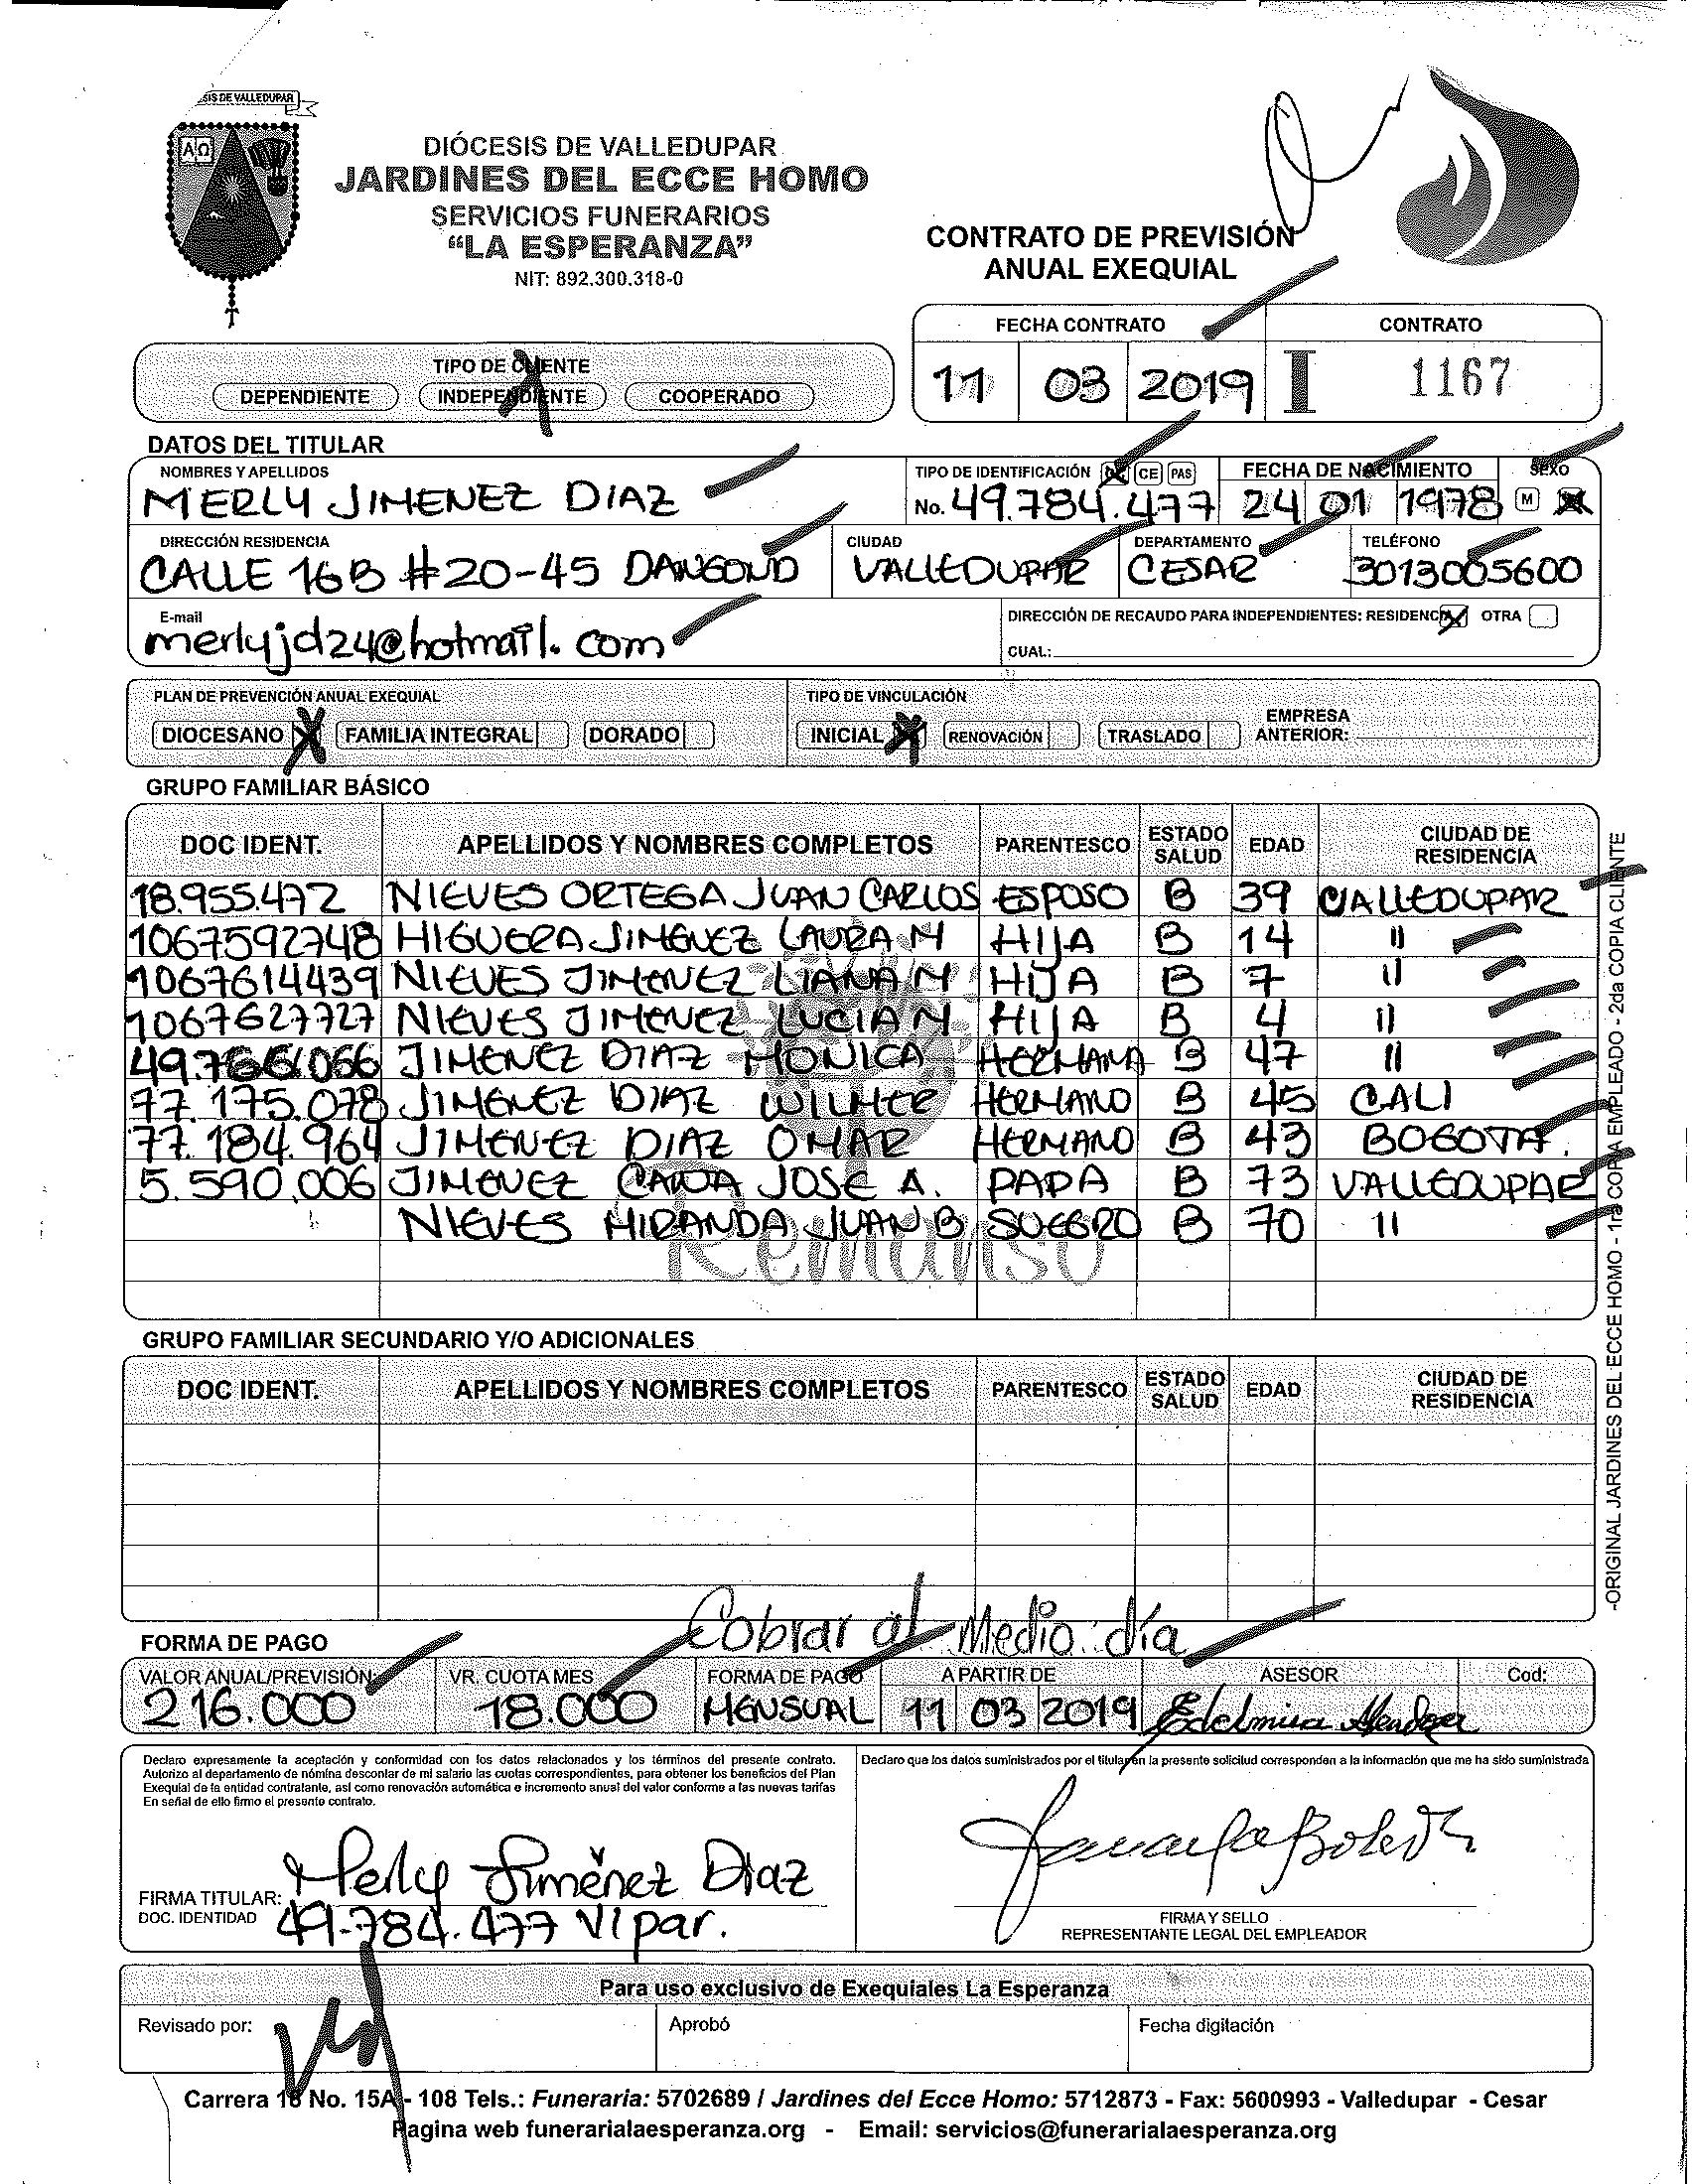 SIS DE VALLEDUPAR
ΑΩ
DIÓCESIS DE VALLEDUPAR
JARDINES DEL ECCE HOMO
SERVICIOS FUNERARIOS
“LA ESPERANZA”
NIT: 892.300.318-0
CONTRATO DE PREVISIÓN
ANUAL EXEQUIAL
FECHA CONTRATO CONTRATO
11 03 2019 I 1167
TIPO DE CLIENTE
DEPENDIENTE INDEPENDIENTE COOPERADO
DATOS DEL TITULAR
NOMBRES Y APELLIDOS TIPO DE IDENTIFICACIÓN CE PAS FECHA DE NACIMIENTO SEXO
MERLY JIMENEZ DIAZ No. 49.784.477 24 01 1978 M
DIRECCIÓN RESIDENCIA CIUDAD DEPARTAMENTO TELÉFONO
CALLE 16B #20-45 DANGOND VALLEDUPAR CESAR 3013005600
E-mail DIRECCIÓN DE RECAUDO PARA INDEPENDIENTES: RESIDENCIA OTRA
merlyjd24@hotmail.com
CUAL:
PLAN DE PREVENCIÓN ANUAL EXEQUIAL TIPO DE VINCULACIÓN
DIOCESANO X FAMILIA INTEGRAL DORADO INICIAL X RENOVACIÓN TRASLADO EMPRESA ANTERIOR:
GRUPO FAMILIAR BÁSICO
DOC IDENT. APELLIDOS Y NOMBRES COMPLETOS PARENTESCO ESTADO SALUD EDAD CIUDAD DE RESIDENCIA
18.955.472 NIEVES ORTEGA JUAN CARLOS ESPOSO B 39 VALLEDUPAR
1067592748 HIGUERA JIMENEZ LAURA M HIJA B 14 "
1067614439 NIEVES JIMENEZ LIANA M HIJA B 7 "
1067627727 NIEVES JIMENEZ LUCIA M HIJA B 4 "
49.766.066 JIMENEZ DIAZ MONICA HERMANA B 47 "
77.175.078 JIMENEZ DIAZ WILMER HERMANO B 45 CALI
77.184.964 JIMENEZ DIAZ OMAR HERMANO B 43 BOGOTA.
5.590.006 JIMENEZ JOSE A. PAPA B 73 VALLEDUPAR
NIEVES MIRANDA JUAN B SUEGRO B 70 "
Remanso
GRUPO FAMILIAR SECUNDARIO Y/O ADICIONALES
DOC IDENT. APELLIDOS Y NOMBRES COMPLETOS PARENTESCO ESTADO SALUD EDAD CIUDAD DE RESIDENCIA
Cobrar al Medio día
FORMA DE PAGO
VALOR ANUAL/PREVISIÓN: VR. CUOTA MES FORMA DE PAGO A PARTIR DE ASESOR Cod:
216.000 18.000 MENSUAL 11 03 2019 Edelmira Mendoza
Declaro expresamente la aceptación y conformidad con los datos relacionados y los términos del presente contrato.
Autorizo al departamento de nómina descontar de mi salario las cuotas correspondientes, para obtener los beneficios del Plan
Exequial de la entidad contratante, así como renovación automática e incremento anual del valor conforme a las nuevas tarifas
En señal de ello firmo el presente contrato.
Declaro que los datos suministrados por el titular en la presente solicitud corresponden a la información que me ha sido suministrada
FIRMA TITULAR: Merly Jiménez Diaz
DOC. IDENTIDAD 49.784.477 V/par.
FIRMA Y SELLO
REPRESENTANTE LEGAL DEL EMPLEADOR
Para uso exclusivo de Exequiales La Esperanza
Revisado por: Aprobó Fecha digitación
Carrera 18 No. 15A - 108 Tels.: Funeraria: 5702689 / Jardines del Ecce Homo: 5712873 - Fax: 5600993 - Valledupar - Cesar
Pagina web funerarialaesperanza.org - Email: servicios@funerarialaesperanza.org
-ORIGINAL JARDINES DEL ECCE HOMO - 1ra COPIA EMPLEADO - 2da COPIA CLIENTE